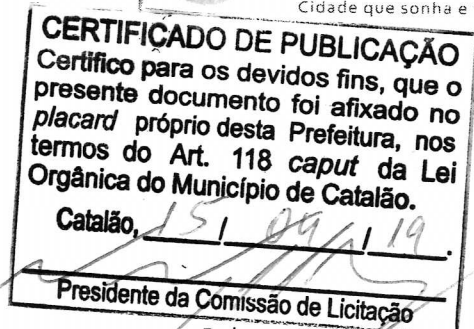 Cidade que sonha e
CERTIFICADO DE PUBLICAÇÃO
Certifico para os devidos fins, que o
presente documento foi afixado no
placard próprio desta Prefeitura, nos
termos do Art. 118 caput da Lei
Orgânica do Município de Catalão.
Catalão, 15 / 04 / 19.
Presidente da Comissão de Licitação